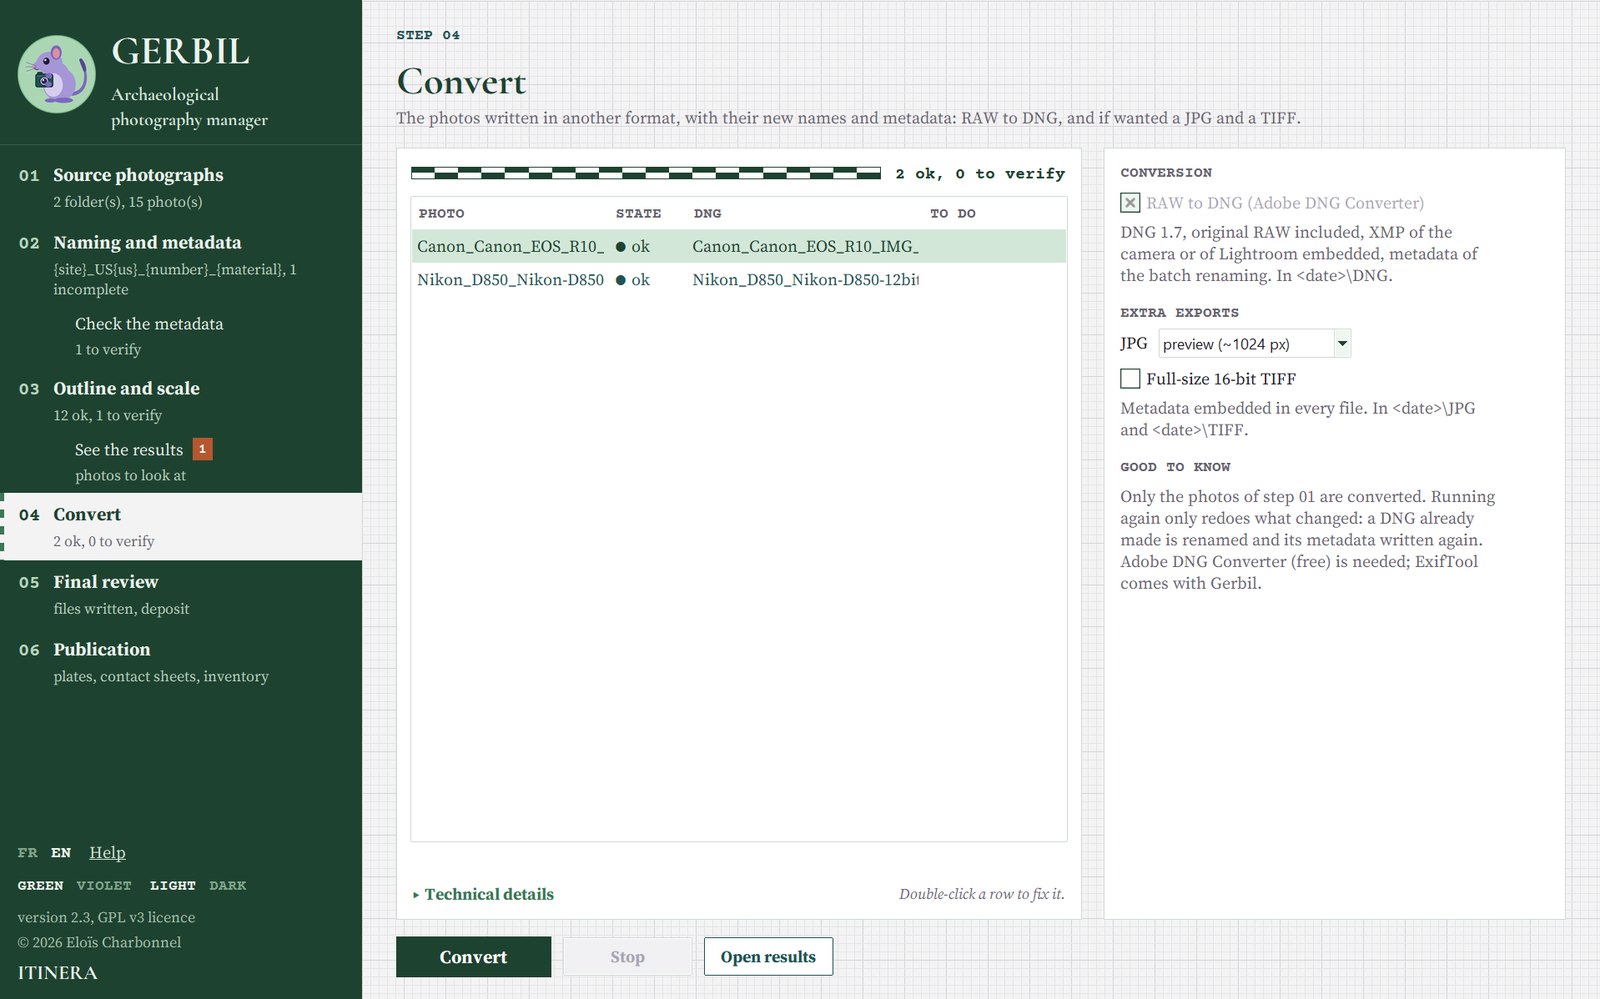 GERBIL
Archaeological
photography manager
01 Source photographs
2 folder(s), 15 photo(s)
02 Naming and metadata
{site}_US{us}_{number}_{material}, 1
incomplete
Check the metadata
1 to verify
03 Outline and scale
12 ok, 1 to verify
See the results 1
photos to look at
04 Convert
2 ok, 0 to verify
05 Final review
files written, deposit
06 Publication
plates, contact sheets, inventory
FR EN Help
GREEN VIOLET LIGHT DARK
version 2.3, GPL v3 licence
© 2026 Eloïs Charbonnel
ITINERA
STEP 04
Convert
The photos written in another format, with their new names and metadata: RAW to DNG, and if wanted a JPG and a TIFF.
2 ok, 0 to verify
PHOTO STATE DNG TO DO
Canon_Canon_EOS_R10_ ok Canon_Canon_EOS_R10_IMG_
Nikon_D850_Nikon-D850 ok Nikon_D850_Nikon-D850-12bit
Technical details
Double-click a row to fix it.
Convert Stop Open results
CONVERSION
RAW to DNG (Adobe DNG Converter)
DNG 1.7, original RAW included, XMP of the
camera or of Lightroom embedded, metadata of
the batch renaming. In <date>\DNG.
EXTRA EXPORTS
JPG preview (~1024 px)
Full-size 16-bit TIFF
Metadata embedded in every file. In <date>\JPG
and <date>\TIFF.
GOOD TO KNOW
Only the photos of step 01 are converted. Running
again only redoes what changed: a DNG already
made is renamed and its metadata written again.
Adobe DNG Converter (free) is needed; ExifTool
comes with Gerbil.